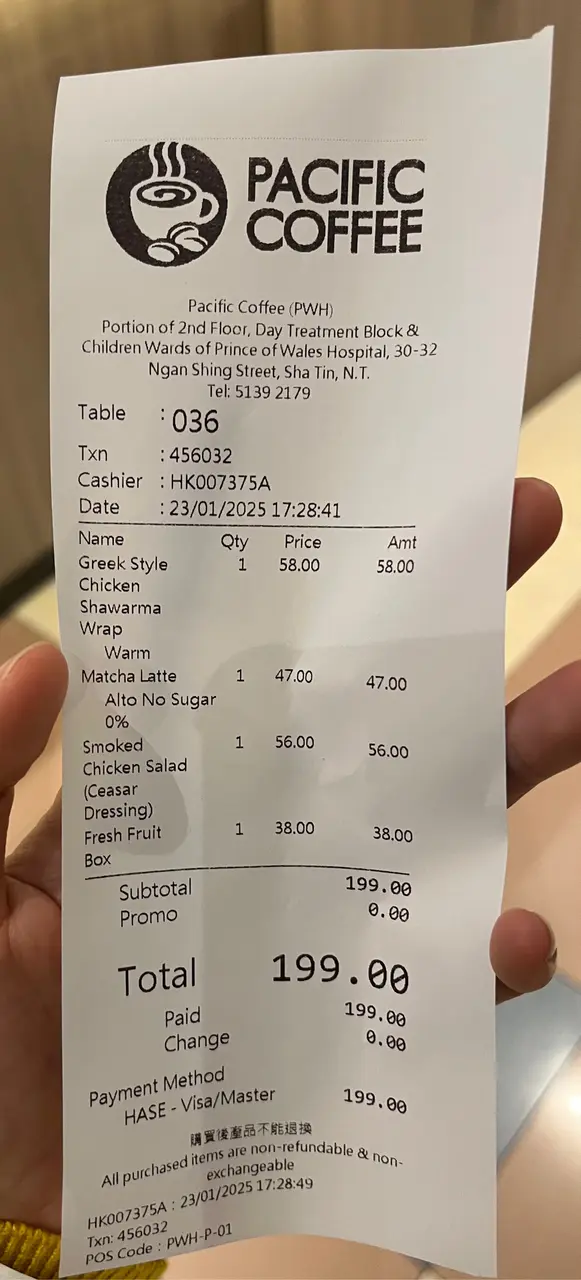 PACIFIC
COFFEE
Pacific Coffee (PWH)
Portion of 2nd Floor, Day Treatment Block &
Children Wards of Prince of Wales Hospital, 30-32
Ngan Shing Street, Sha Tin, N.T.
Tel: 5139 2179
Table : 036
Txn : 456032
Cashier : HK007375A
Date : 23/01/2025 17:28:41
Name Qty Price Amt
Greek Style 1 58.00 58.00
Chicken
Shawarma
Wrap
Warm
Matcha Latte 1 47.00 47.00
Alto No Sugar
0%
Smoked 1 56.00 56.00
Chicken Salad
(Ceasar
Dressing)
Fresh Fruit 1 38.00 38.00
Box
Subtotal 199.00
Promo 0.00
Total 199.00
Paid 199.00
Change 0.00
Payment Method
HASE - Visa/Master 199.00
購買後產品不能退換
All purchased items are non-refundable & non-
exchangeable
HK007375A : 23/01/2025 17:28:49
Txn: 456032
POS Code : PWH-P-01